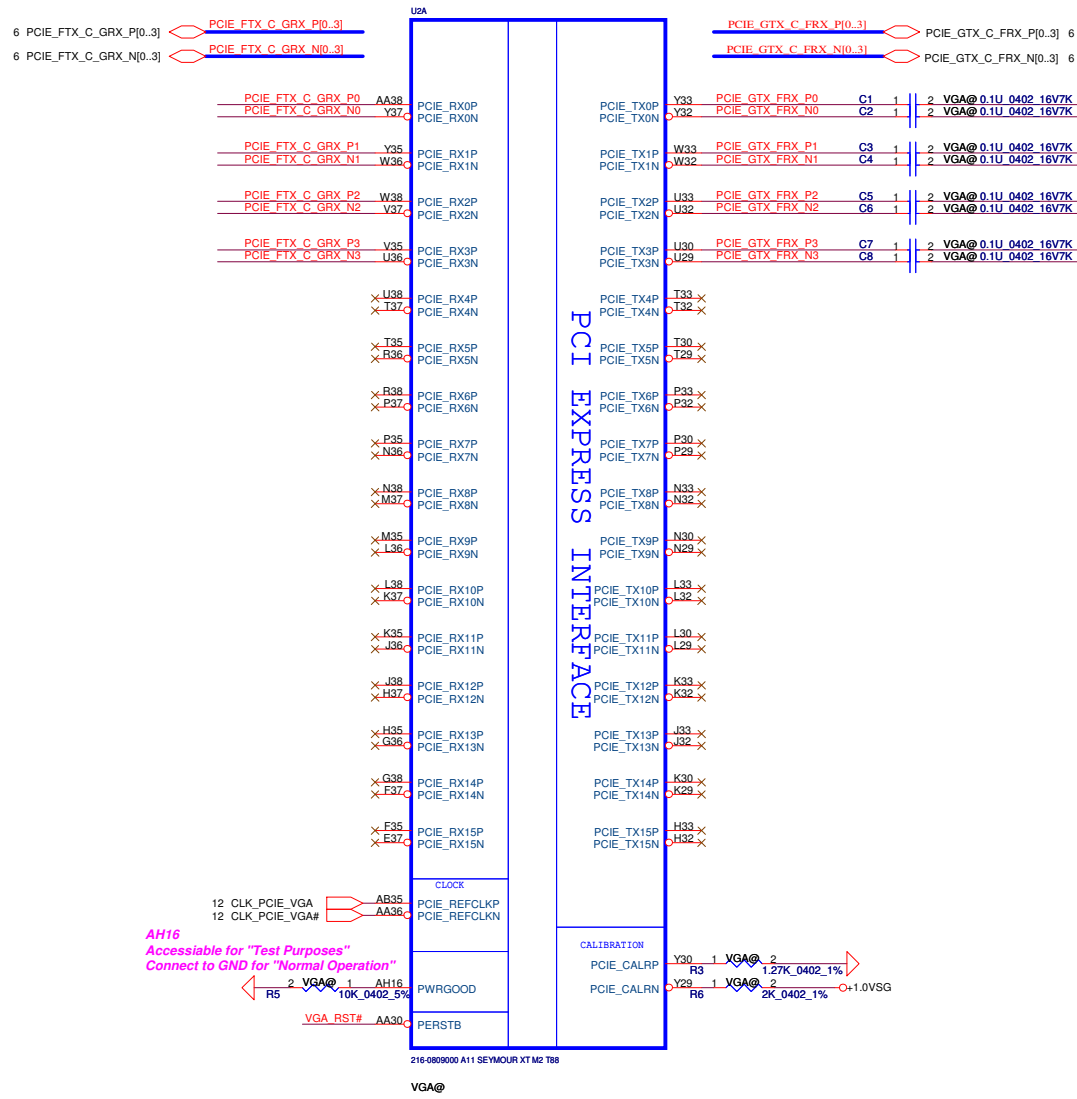 U2A
6 PCIE_FTX_C_GRX_P[0..3] PCIE_FTX_C_GRX_P[0..3] PCIE_GTX_C_FRX_P[0..3] PCIE_GTX_C_FRX_P[0..3] 6
6 PCIE_FTX_C_GRX_N[0..3] PCIE_FTX_C_GRX_N[0..3] PCIE_GTX_C_FRX_N[0..3] PCIE_GTX_C_FRX_N[0..3] 6
PCIE_FTX_C_GRX_P0 AA38 PCIE_RX0P PCIE_TX0P Y33 PCIE_GTX_FRX_P0 C1 1 2 VGA@ 0.1U_0402_16V7K
PCIE_FTX_C_GRX_N0 Y37 PCIE_RX0N PCIE_TX0N Y32 PCIE_GTX_FRX_N0 C2 1 2 VGA@ 0.1U_0402_16V7K
PCIE_FTX_C_GRX_P1 Y35 PCIE_RX1P PCIE_TX1P W33 PCIE_GTX_FRX_P1 C3 1 2 VGA@ 0.1U_0402_16V7K
PCIE_FTX_C_GRX_N1 W36 PCIE_RX1N PCIE_TX1N W32 PCIE_GTX_FRX_N1 C4 1 2 VGA@ 0.1U_0402_16V7K
PCIE_FTX_C_GRX_P2 W38 PCIE_RX2P PCIE_TX2P U33 PCIE_GTX_FRX_P2 C5 1 2 VGA@ 0.1U_0402_16V7K
PCIE_FTX_C_GRX_N2 V37 PCIE_RX2N PCIE_TX2N U32 PCIE_GTX_FRX_N2 C6 1 2 VGA@ 0.1U_0402_16V7K
PCIE_FTX_C_GRX_P3 V35 PCIE_RX3P PCIE_TX3P U30 PCIE_GTX_FRX_P3 C7 1 2 VGA@ 0.1U_0402_16V7K
PCIE_FTX_C_GRX_N3 U36 PCIE_RX3N PCIE_TX3N U29 PCIE_GTX_FRX_N3 C8 1 2 VGA@ 0.1U_0402_16V7K
U38 PCIE_RX4P PCIE_TX4P T33
T37 PCIE_RX4N PCIE_TX4N T32
PCI EXPRESS INTERFACE
T35 PCIE_RX5P PCIE_TX5P T30
R36 PCIE_RX5N PCIE_TX5N T29
R38 PCIE_RX6P PCIE_TX6P P33
P37 PCIE_RX6N PCIE_TX6N P32
P35 PCIE_RX7P PCIE_TX7P P30
N36 PCIE_RX7N PCIE_TX7N P29
N38 PCIE_RX8P PCIE_TX8P N33
M37 PCIE_RX8N PCIE_TX8N N32
M35 PCIE_RX9P PCIE_TX9P N30
L36 PCIE_RX9N PCIE_TX9N N29
L38 PCIE_RX10P PCIE_TX10P L33
K37 PCIE_RX10N PCIE_TX10N L32
K35 PCIE_RX11P PCIE_TX11P L30
J36 PCIE_RX11N PCIE_TX11N L29
J38 PCIE_RX12P PCIE_TX12P K33
H37 PCIE_RX12N PCIE_TX12N K32
H35 PCIE_RX13P PCIE_TX13P J33
G36 PCIE_RX13N PCIE_TX13N J32
G38 PCIE_RX14P PCIE_TX14P K30
F37 PCIE_RX14N PCIE_TX14N K29
F35 PCIE_RX15P PCIE_TX15P H33
E37 PCIE_RX15N PCIE_TX15N H32
CLOCK
12 CLK_PCIE_VGA AB35 PCIE_REFCLKP
12 CLK_PCIE_VGA# AA36 PCIE_REFCLKN
AH16
Accessiable for "Test Purposes"
Connect to GND for "Normal Operation"
CALIBRATION
PCIE_CALRP Y30 1 VGA@ 2
R3 1.27K_0402_1%
2 VGA@ 1 AH16 PWRGOOD PCIE_CALRN Y29 1 VGA@ 2 +1.0VSG
R5 10K_0402_5% R6 2K_0402_1%
VGA_RST# AA30 PERSTB
216-0809000 A11 SEYMOUR XT M2 T88
VGA@